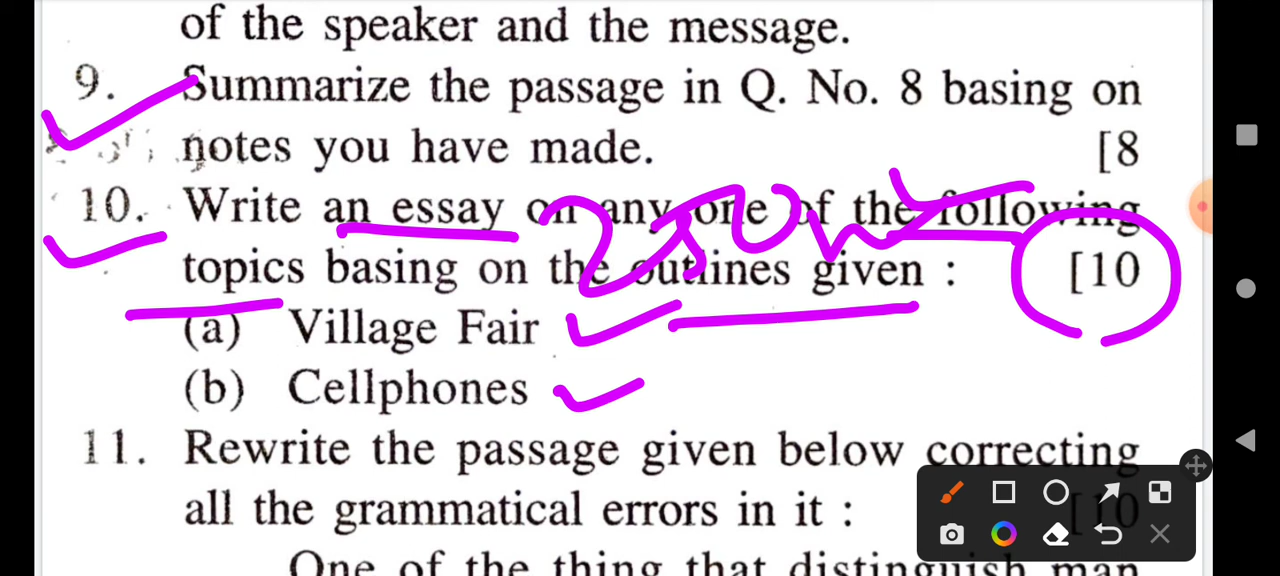 of the speaker and the message.
9. Summarize the passage in Q. No. 8 basing on
notes you have made. [8
10. Write an essay on any one of the following
topics basing on the outlines given : [10
250W
(a) Village Fair
(b) Cellphones
11. Rewrite the passage given below correcting
all the grammatical errors in it : [10
One of the thing that distinguish man